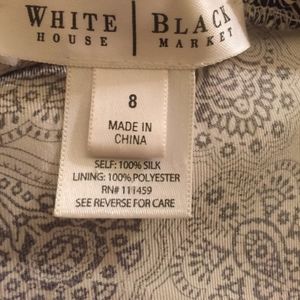 WHITE | BLACK
HOUSE | MARKET
8
MADE IN
CHINA
SELF: 100% SILK
LINING: 100% POLYESTER
RN# 111459
SEE REVERSE FOR CARE